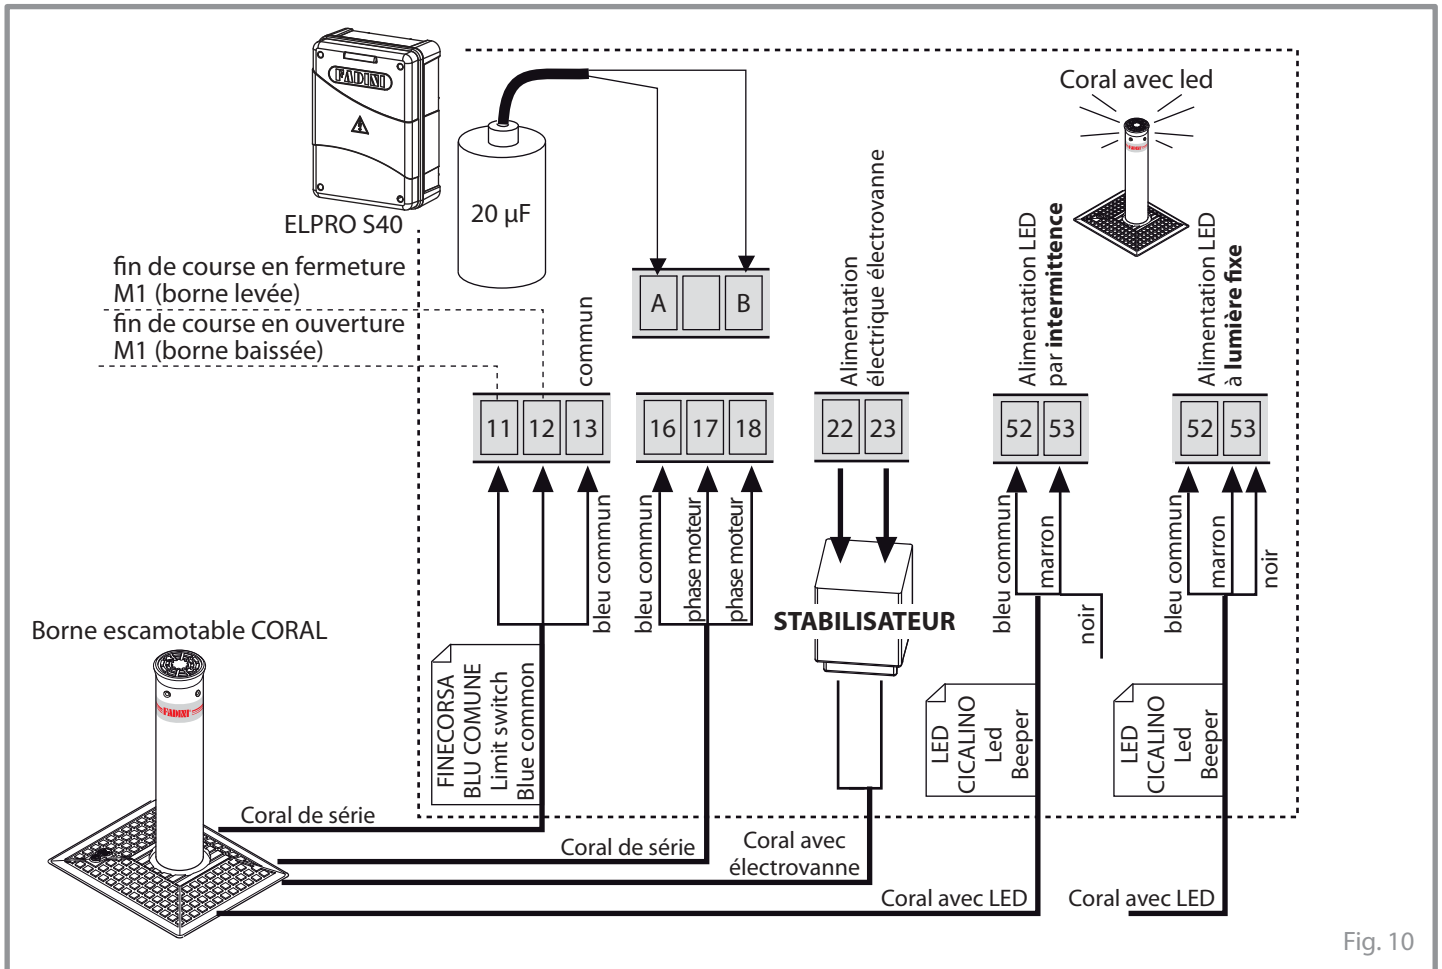 FADINI
ELPRO S40
20 µF
Coral avec led
fin de course en fermeture
M1 (borne levée)
fin de course en ouverture
M1 (borne baissée)
commun
A
B
Alimentation
électrique électrovanne
Alimentation LED
par intermittence
Alimentation LED
à lumière fixe
11 12 13
16 17 18
22 23
52 53
52 53
bleu commun
bleu commun
phase moteur
phase moteur
bleu commun
marron
noir
bleu commun
marron
noir
STABILISATEUR
Borne escamotable CORAL
FADINI
FINECORSA
BLU COMUNE
Limit switch
Blue common
LED
CICALINO
Led
Beeper
LED
CICALINO
Led
Beeper
Coral de série
Coral de série
Coral avec
électrovanne
Coral avec LED
Coral avec LED
Fig. 10